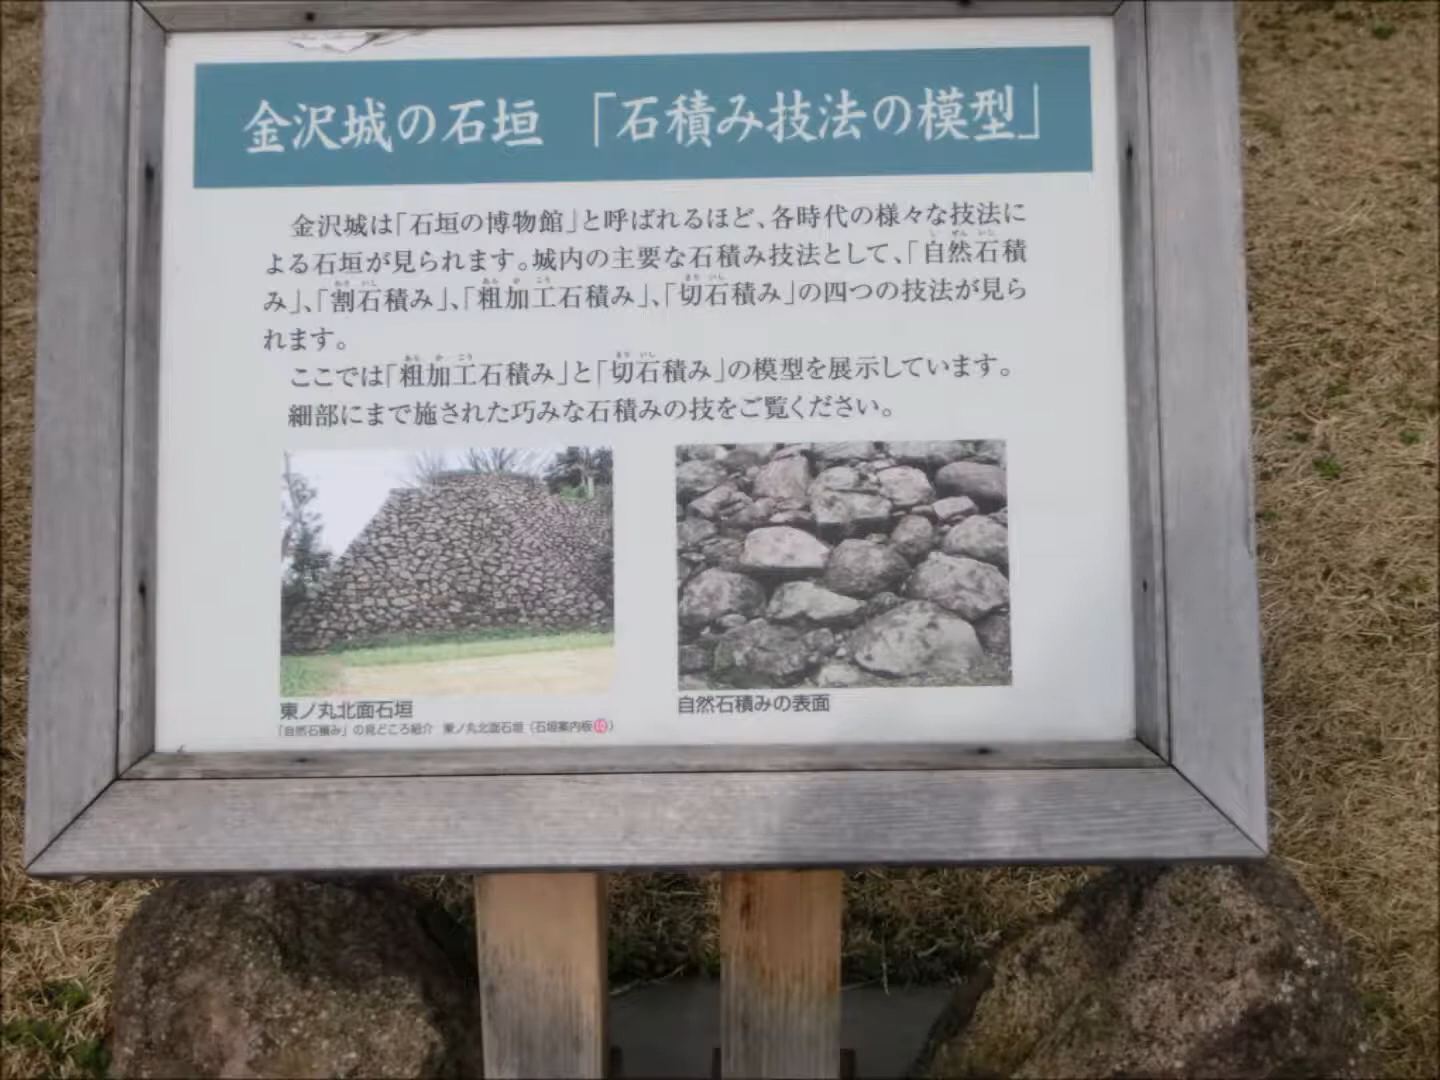 金沢城の石垣 「石積み技法の模型」
金沢城は「石垣の博物館」と呼ばれるほど、各時代の様々な技法に
よる石垣が見られます。城内の主要な石積み技法として、「自然石積
み」、「割石積み」、「粗加工石積み」、「切石積み」の四つの技法が見ら
れます。
ここでは「粗加工石積み」と「切石積み」の模型を展示しています。
細部にまで施された巧みな石積みの技をご覧ください。
東ノ丸北面石垣
「自然石積み」の見どころ紹介 東ノ丸北面石垣（石垣案内板⑩）
自然石積みの表面